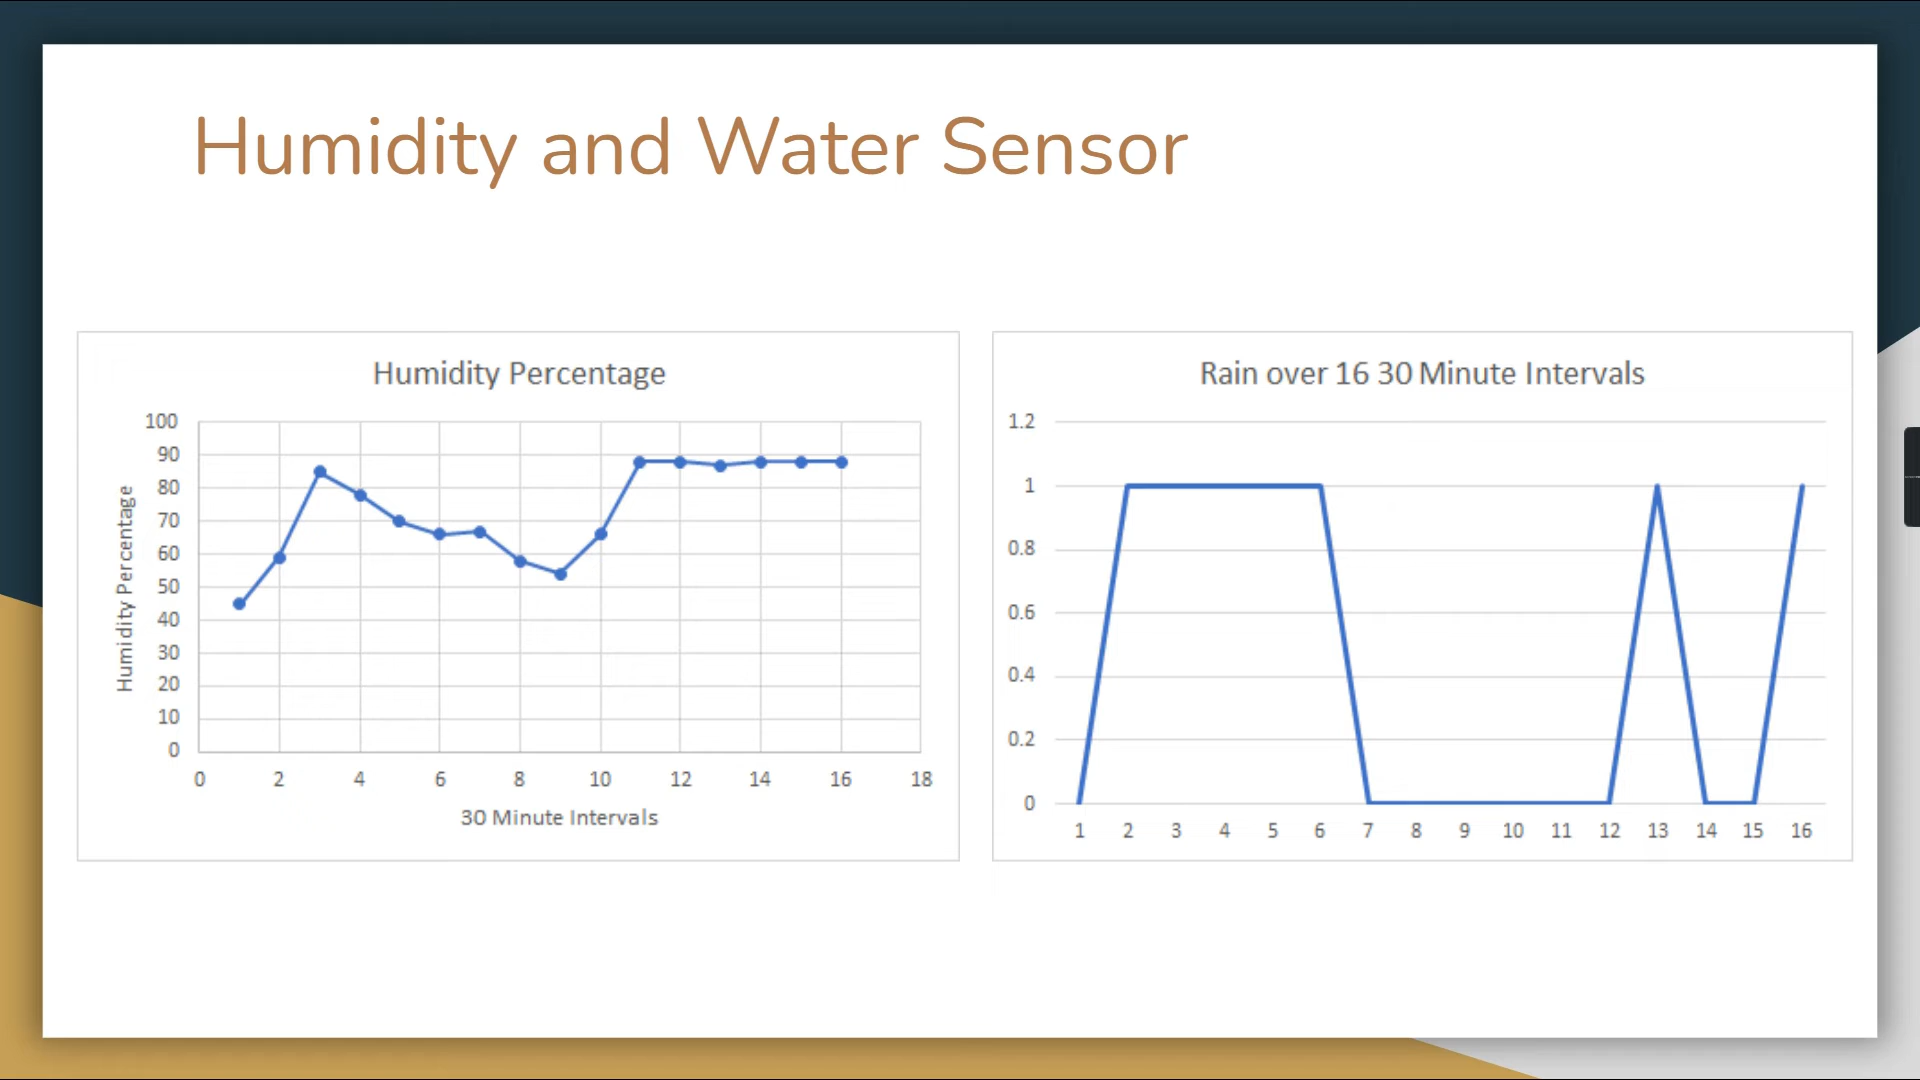 Humidity and Water Sensor
Humidity Percentage
100
90
80
70
60
50
40
30
20
10
0
Humidity Percentage
0 2 4 6 8 10 12 14 16 18
30 Minute Intervals
Rain over 16 30 Minute Intervals
1.2
1
0.8
0.6
0.4
0.2
0
1 2 3 4 5 6 7 8 9 10 11 12 13 14 15 16